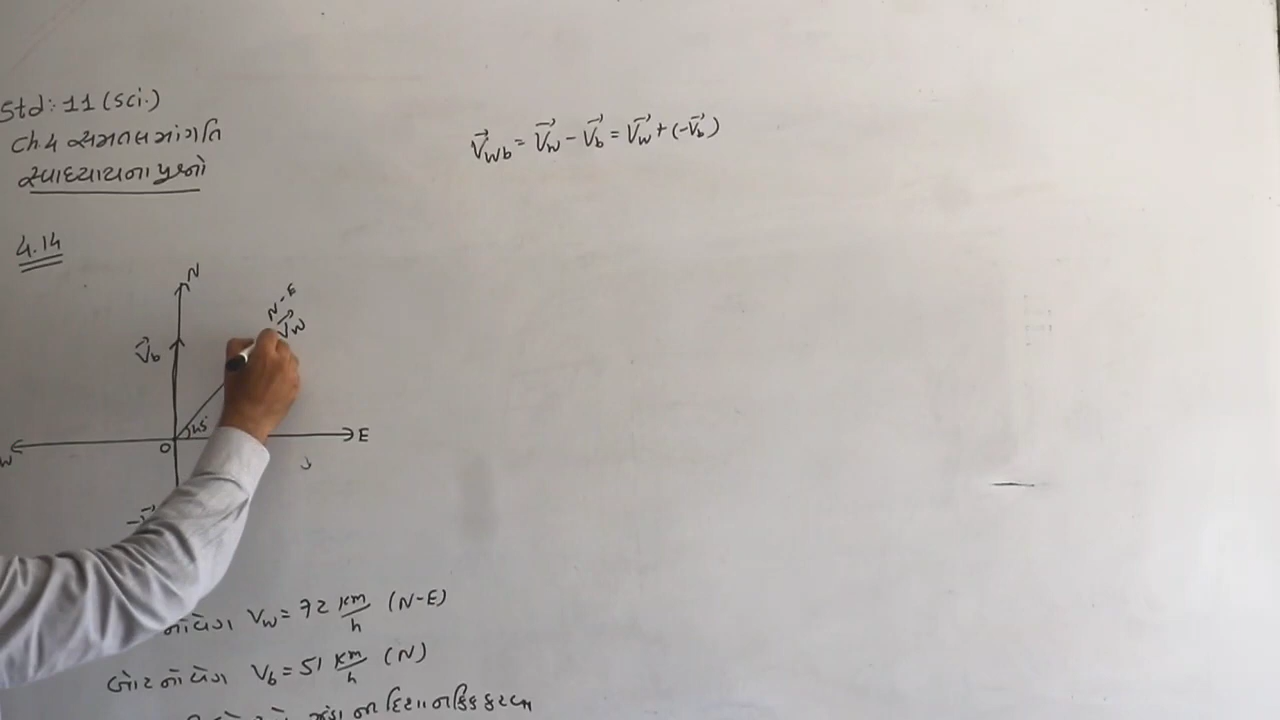 Std: 11 (Sci.)
Ch.4 સમતલમાં ગતિ
સ્વાધ્યાયના પ્રશ્નો
4.14
N
N-E
V⃗w
V⃗b
45°
O
E
W
V⃗wb = V⃗w - V⃗b = V⃗w + (-V⃗b)
નો વેગ Vw = 72 km/h (N-E)
બોટનો વેગ Vb = 51 km/h (N)